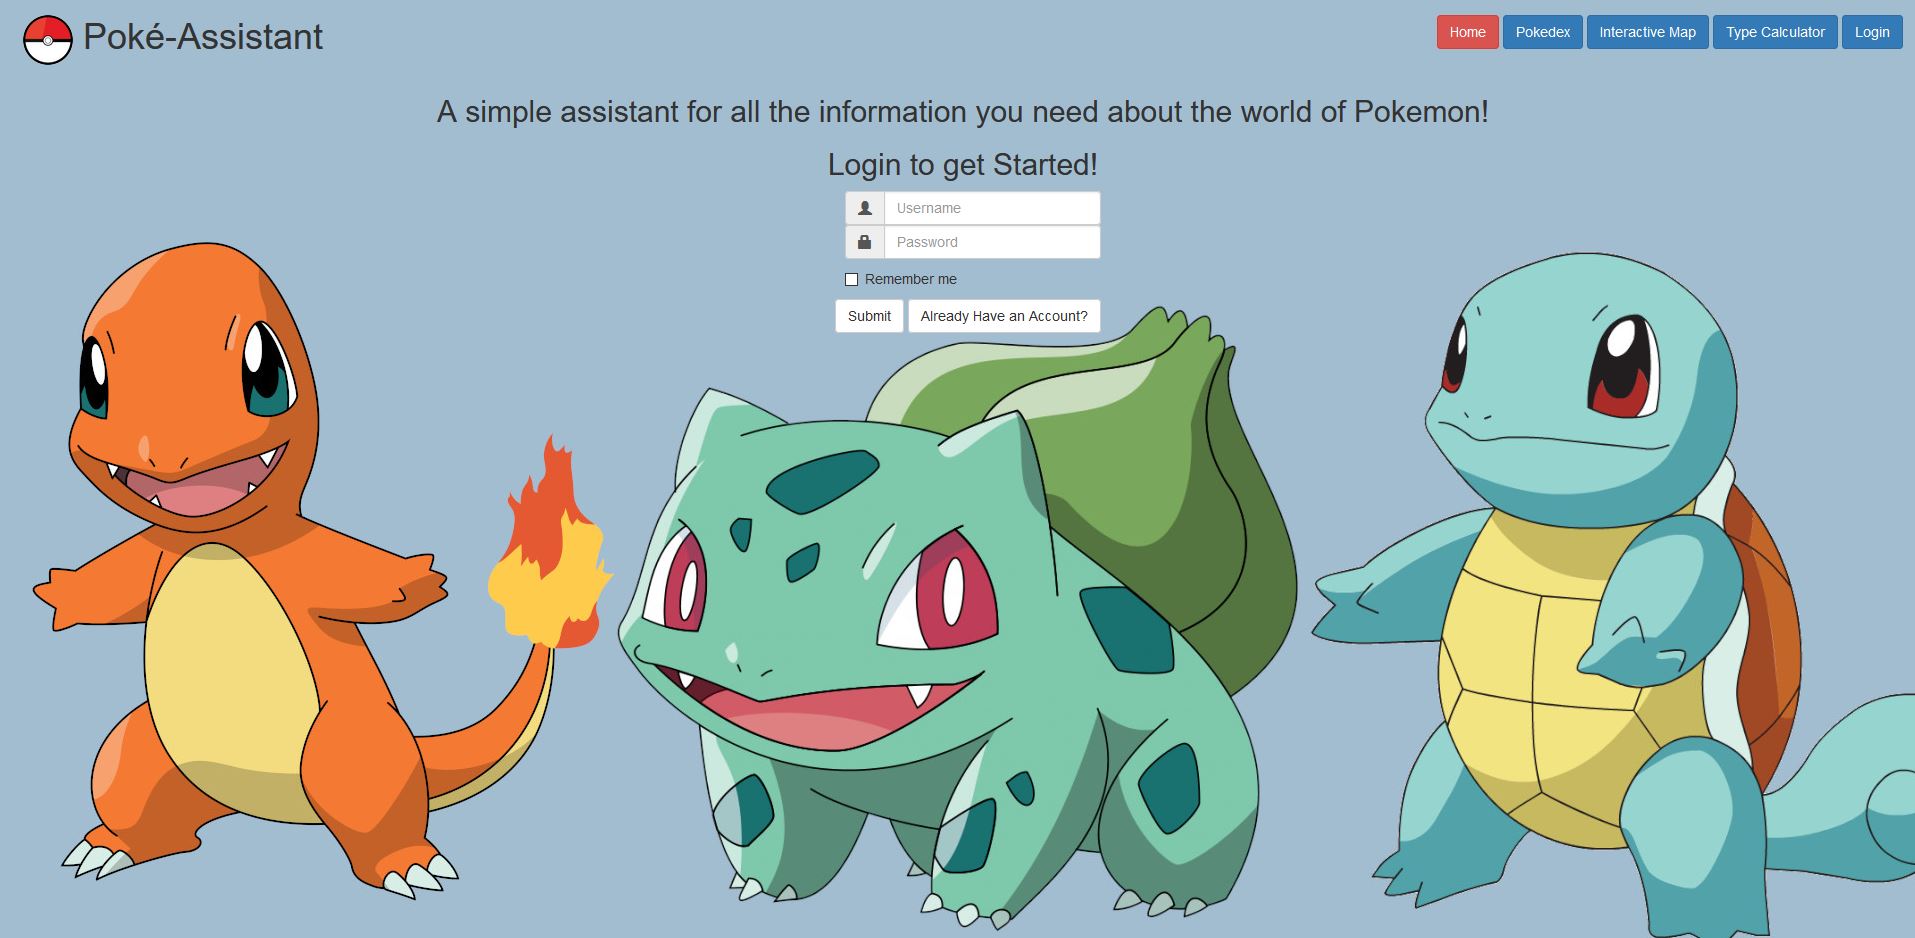 Poké-Assistant
Home Pokedex Interactive Map Type Calculator Login
A simple assistant for all the information you need about the world of Pokemon!
Login to get Started!
Username
Password
Remember me
Submit Already Have an Account?